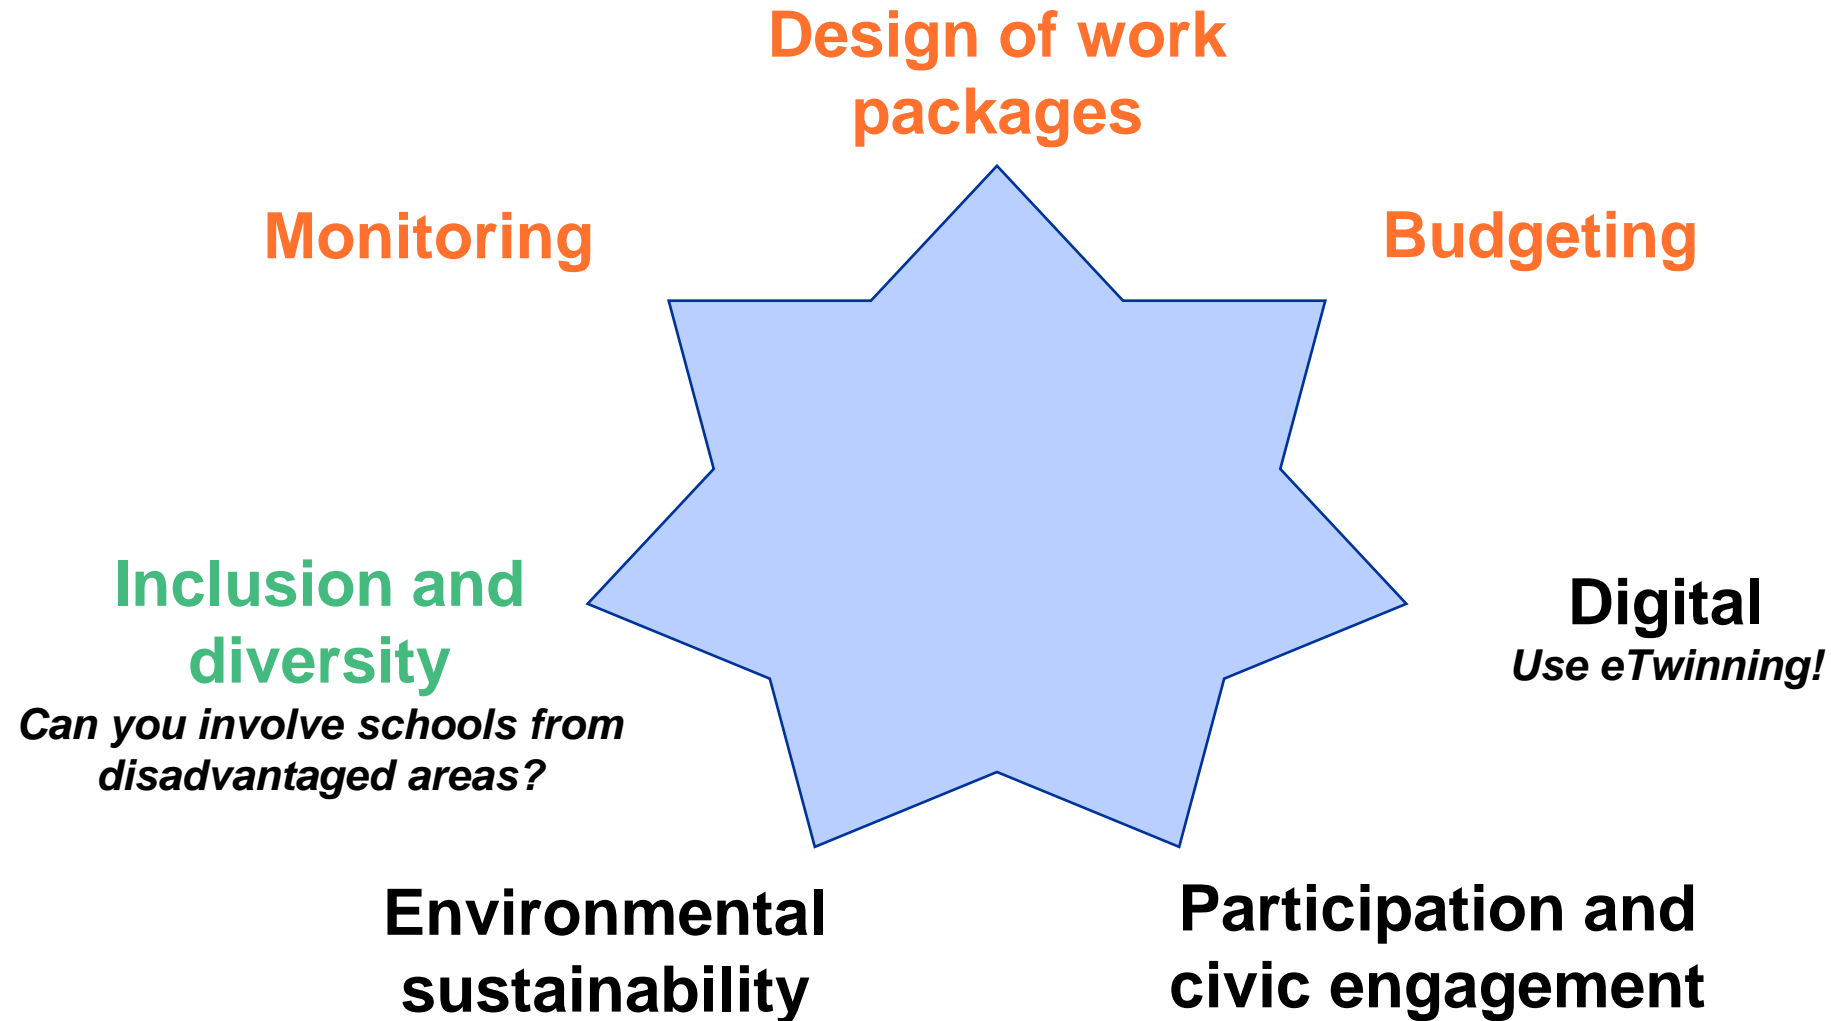 Design of work
packages
Monitoring
Budgeting
Inclusion and
diversity
Can you involve schools from
disadvantaged areas?
Digital
Use eTwinning!
Environmental
sustainability
Participation and
civic engagement